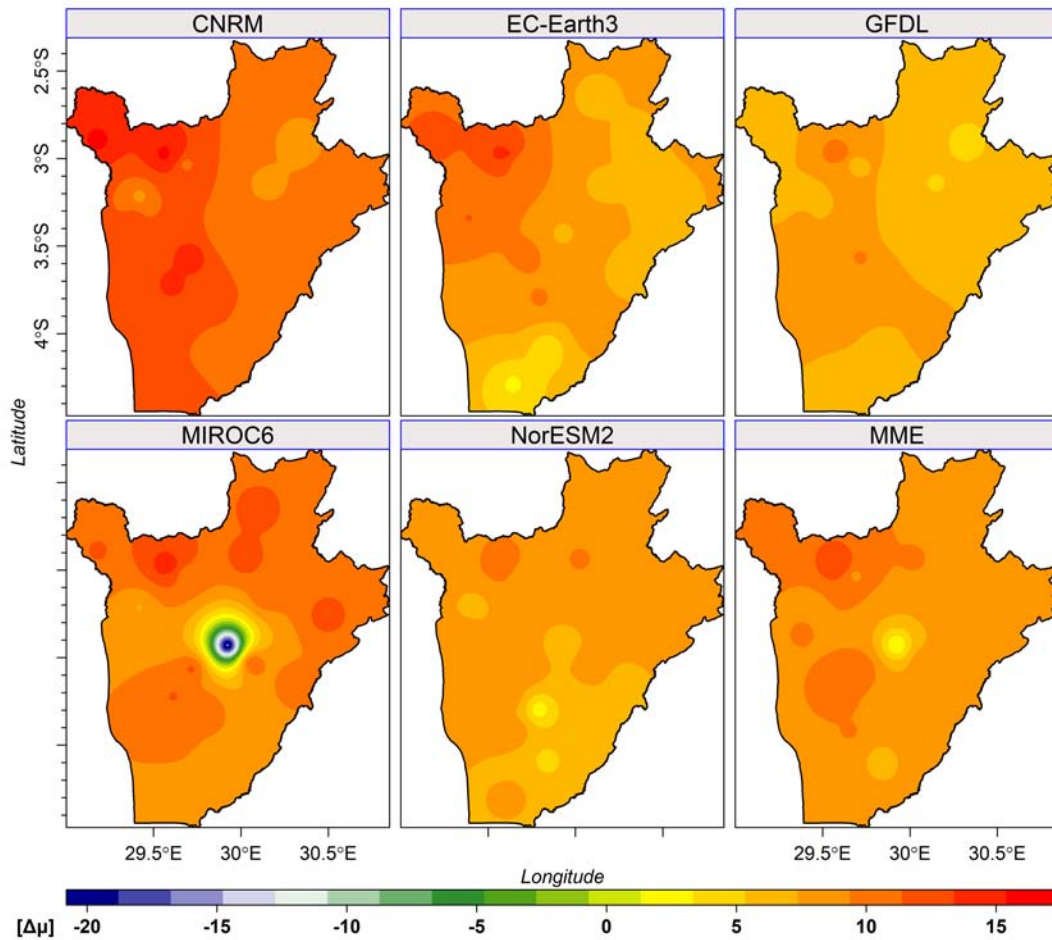 CNRM
EC-Earth3
GFDL
2.5°S
3°S
3.5°S
4°S
Latitude
MIROC6
NorESM2
MME
29.5°E
30°E
30.5°E
29.5°E
30°E
30.5°E
Longitude
[Δμ]
-20
-15
-10
-5
0
5
10
15